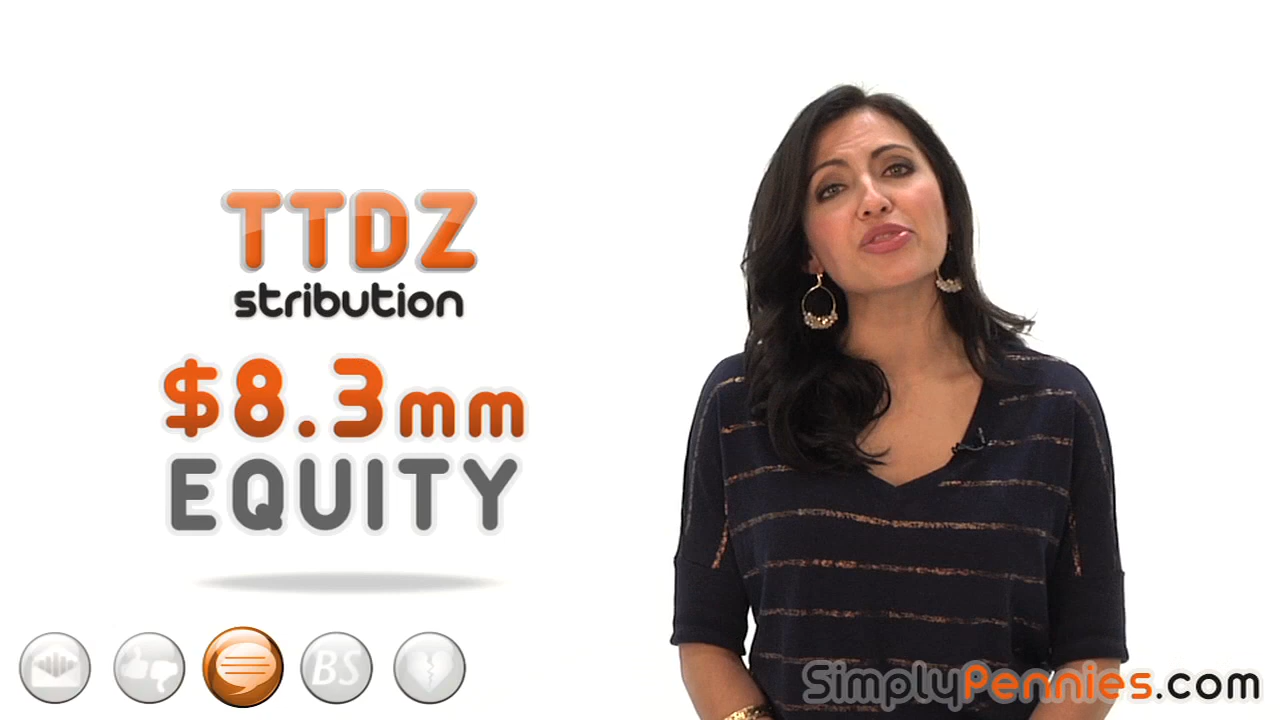 TTDZ
stribution
$8.3mm
EQUITY
BS
SimplyPennies.com